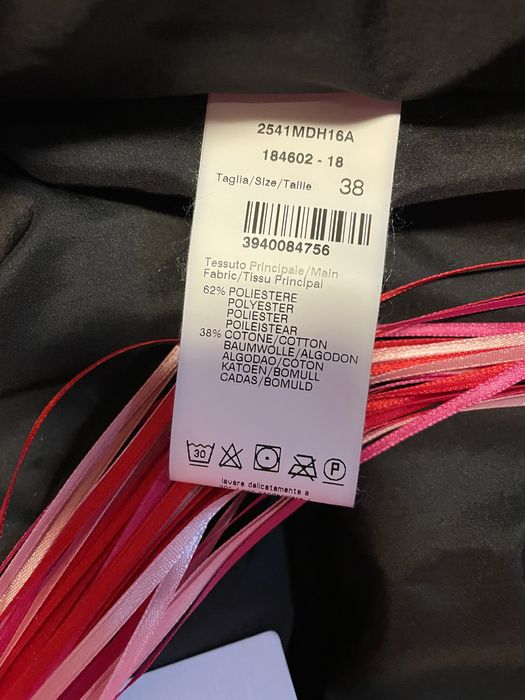 2541MDH16A
184602 - 18
Taglia/Size/Taille 38
3940084756
Tessuto Principale/Main
Fabric/Tissu Principal
62% POLIESTERE
POLYESTER
POLIESTER
POILEISTEAR
38% COTONE/COTTON
BAUMWOLLE/ALGODON
ALGODAO/COTON
KATOEN/BOMULL
CADAS/BOMULD
30 P
lavare delicatamente a